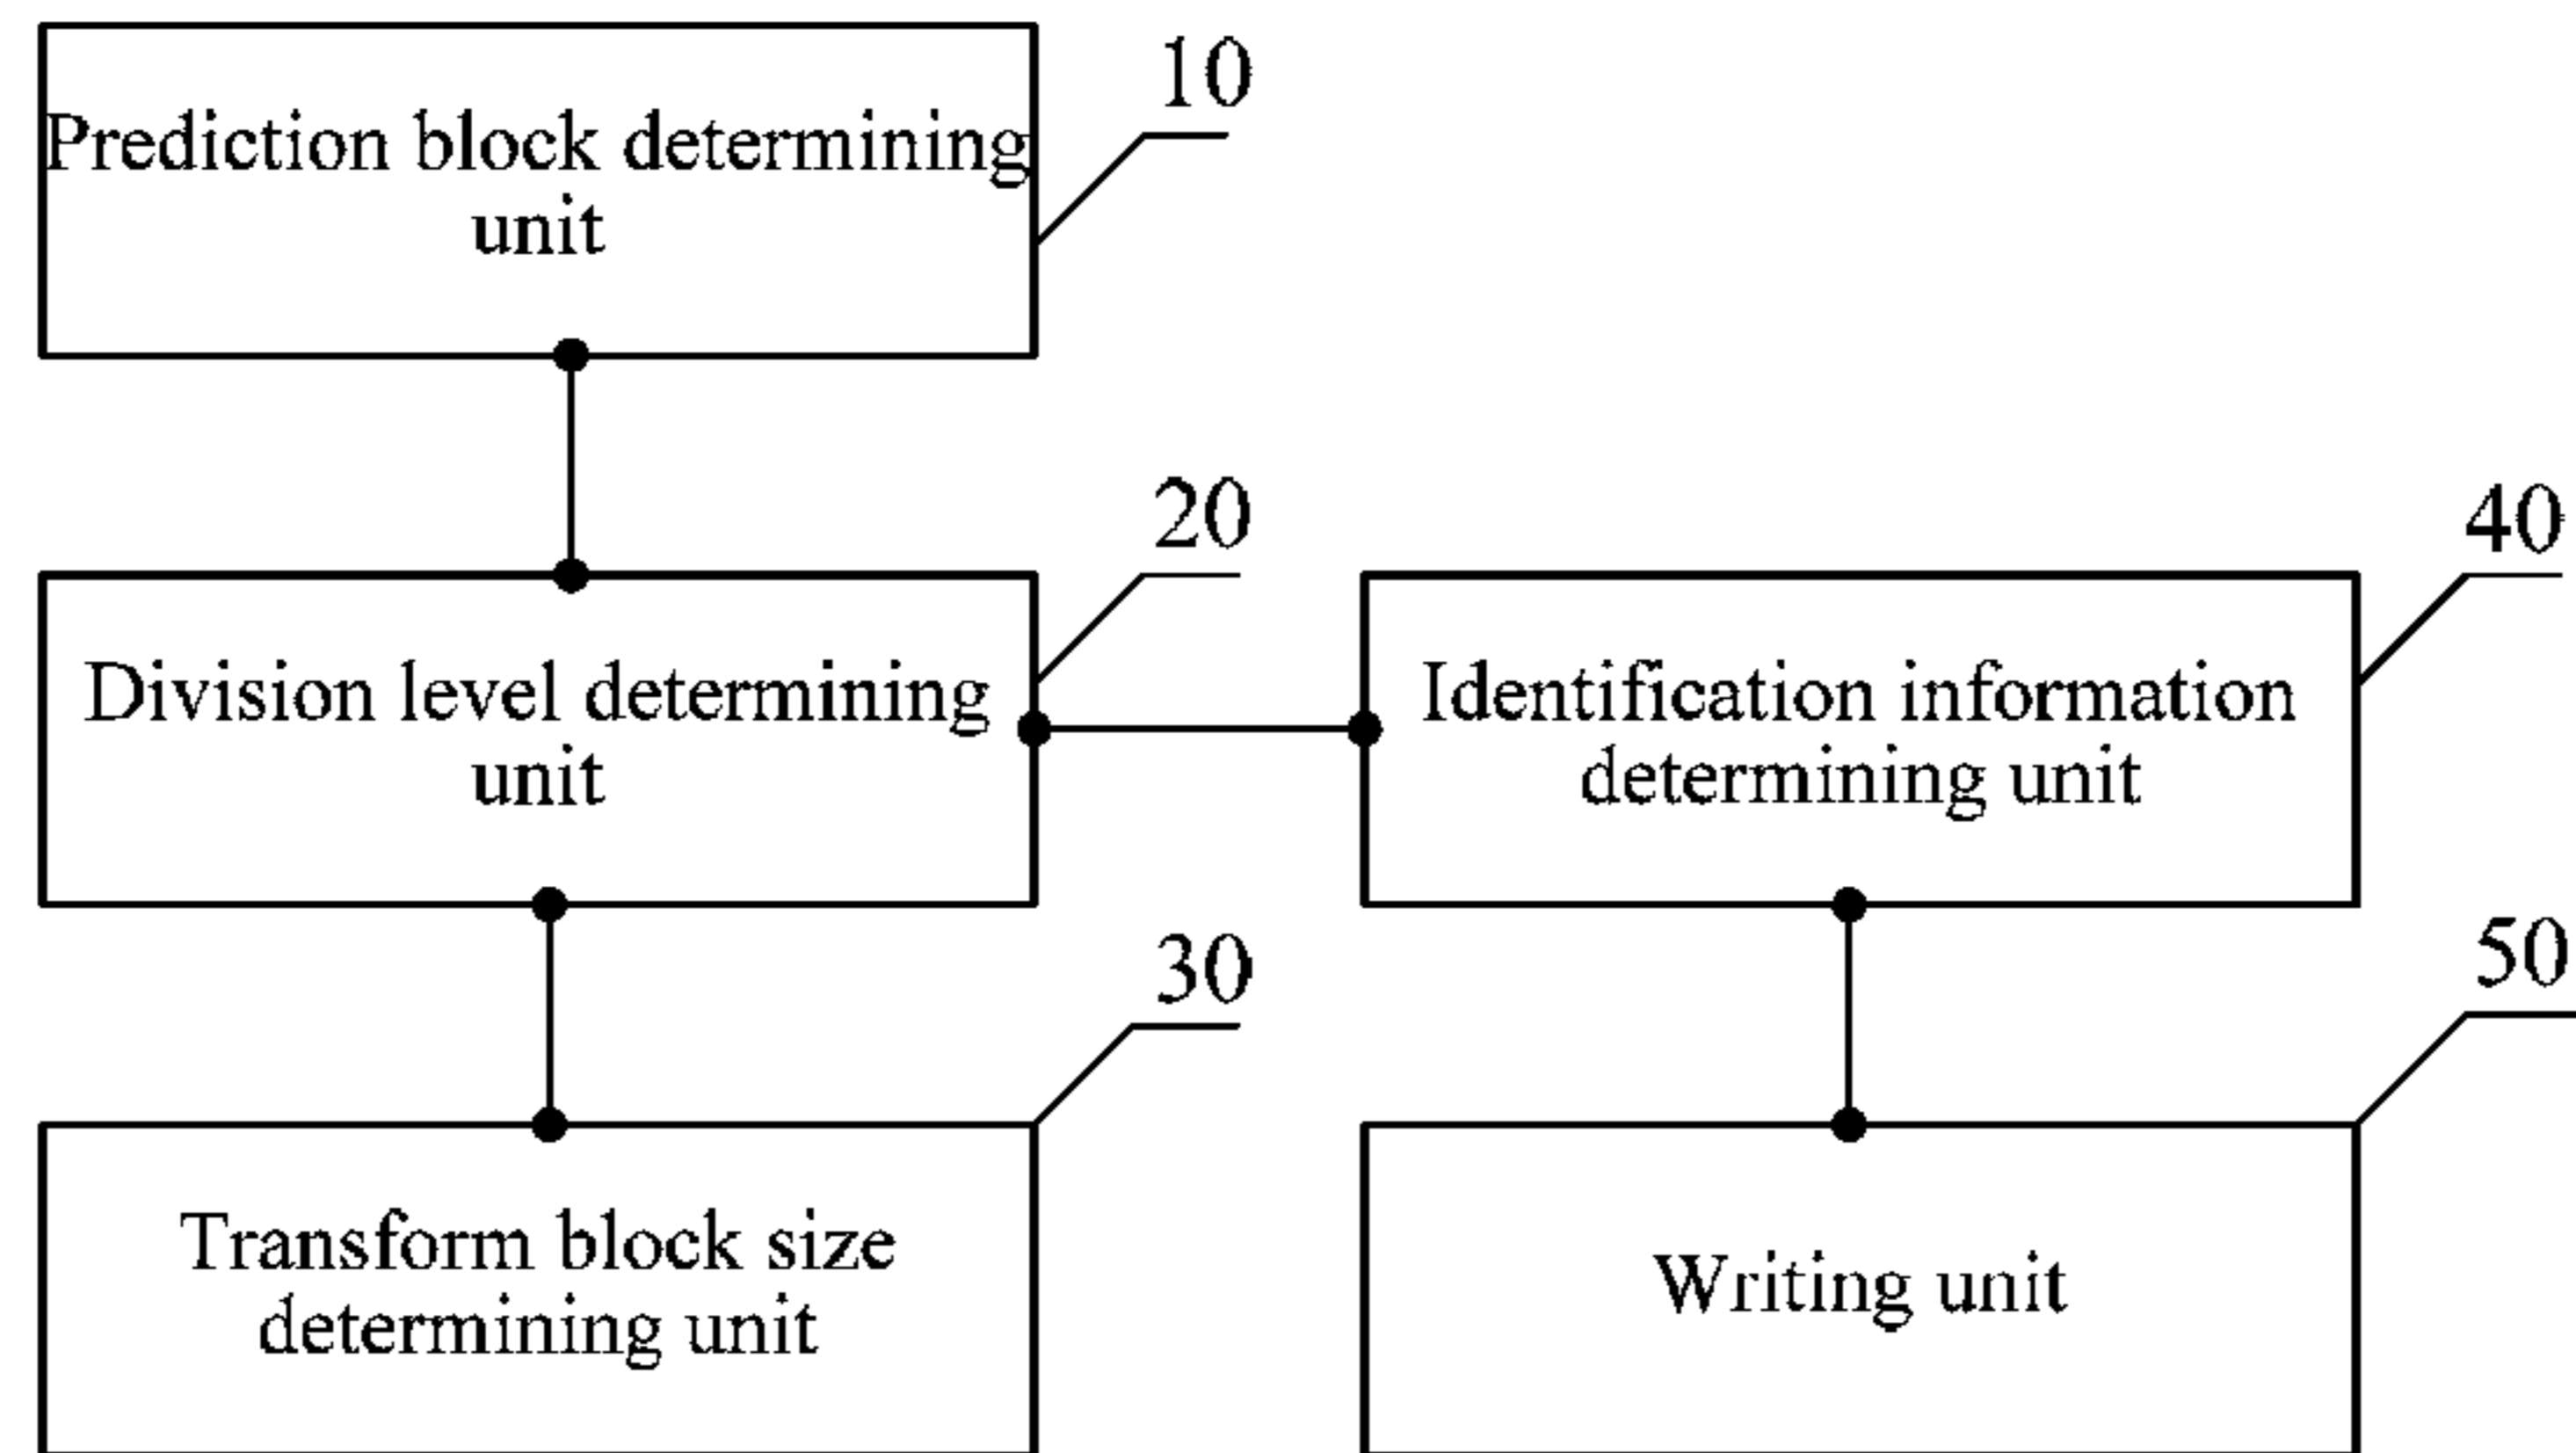 10
Prediction block determining
unit
20
Division level determining
unit
40
Identification information
determining unit
30
Transform block size
determining unit
50
Writing unit